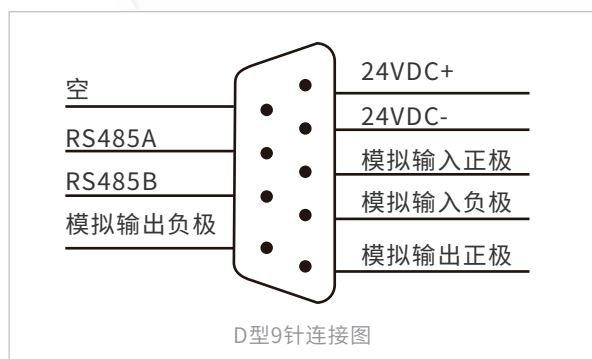 空
RS485A
RS485B
模拟输出负极
24VDC+
24VDC-
模拟输入正极
模拟输入负极
模拟输出正极
D型9针连接图